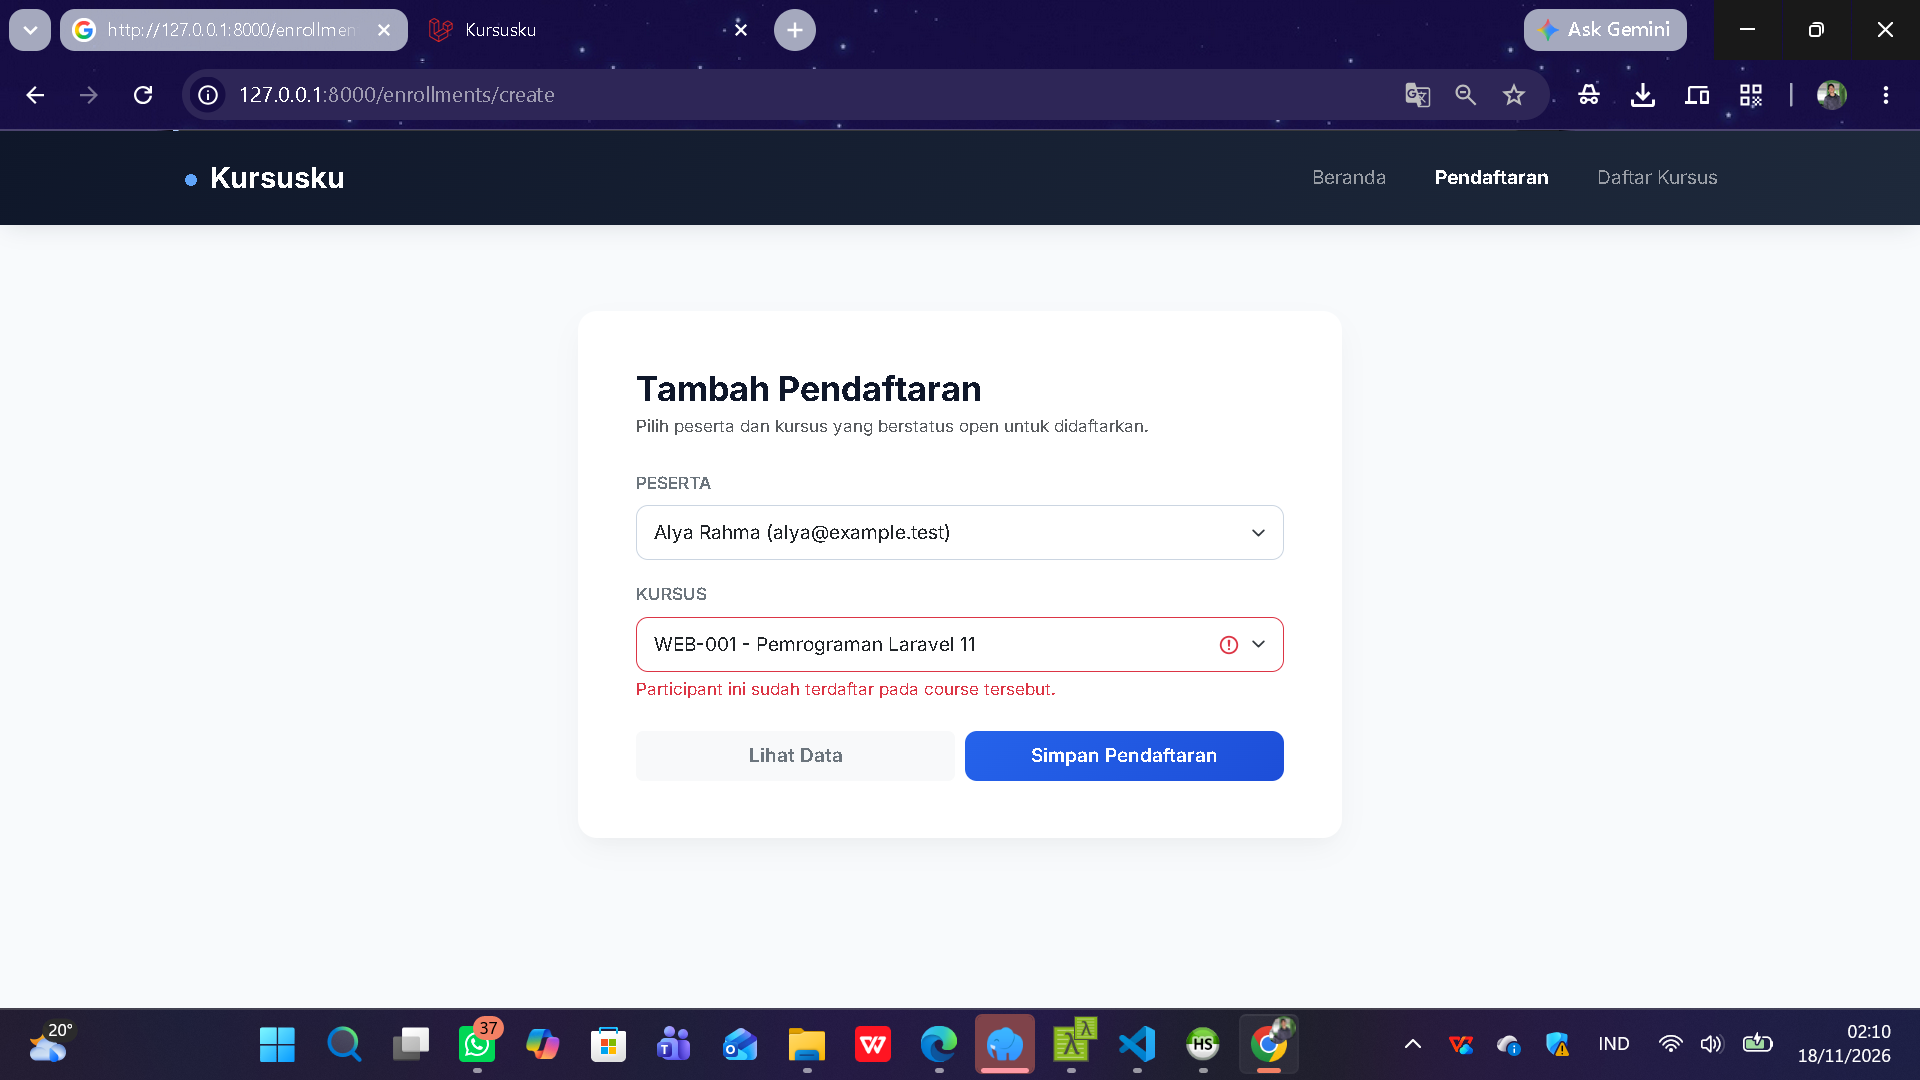 http://127.0.0.1:8000/enrollmen
Kursusku
Ask Gemini
127.0.0.1:8000/enrollments/create
Kursusku
Beranda
Pendaftaran
Daftar Kursus
Tambah Pendaftaran
Pilih peserta dan kursus yang berstatus open untuk didaftarkan.
PESERTA
Alya Rahma (alya@example.test)
KURSUS
WEB-001 - Pemrograman Laravel 11
Participant ini sudah terdaftar pada course tersebut.
Lihat Data
Simpan Pendaftaran
20°
37
HS
IND
02:10
18/11/2026